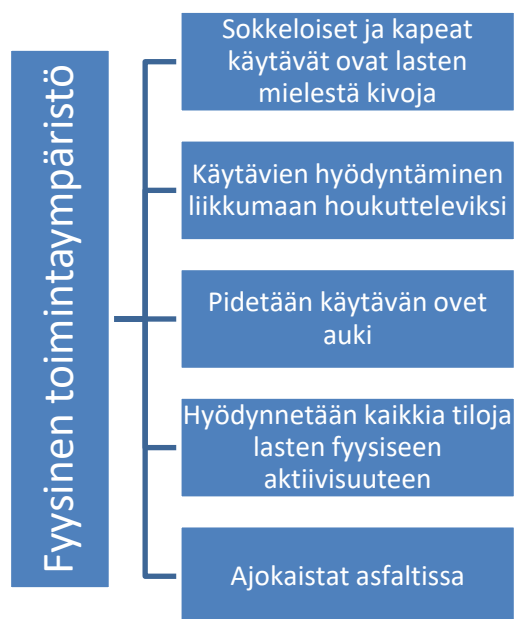 Fyysinen toimintaympäristö
Sokkeloiset ja kapeat
käytävät ovat lasten
mielestä kivoja
Käytävien hyödyntäminen
liikkumaan houkutteleviksi
Pidetään käytävän ovet
auki
Hyödynnetään kaikkia tiloja
lasten fyysiseen
aktiivisuuteen
Ajokaistat asfaltissa